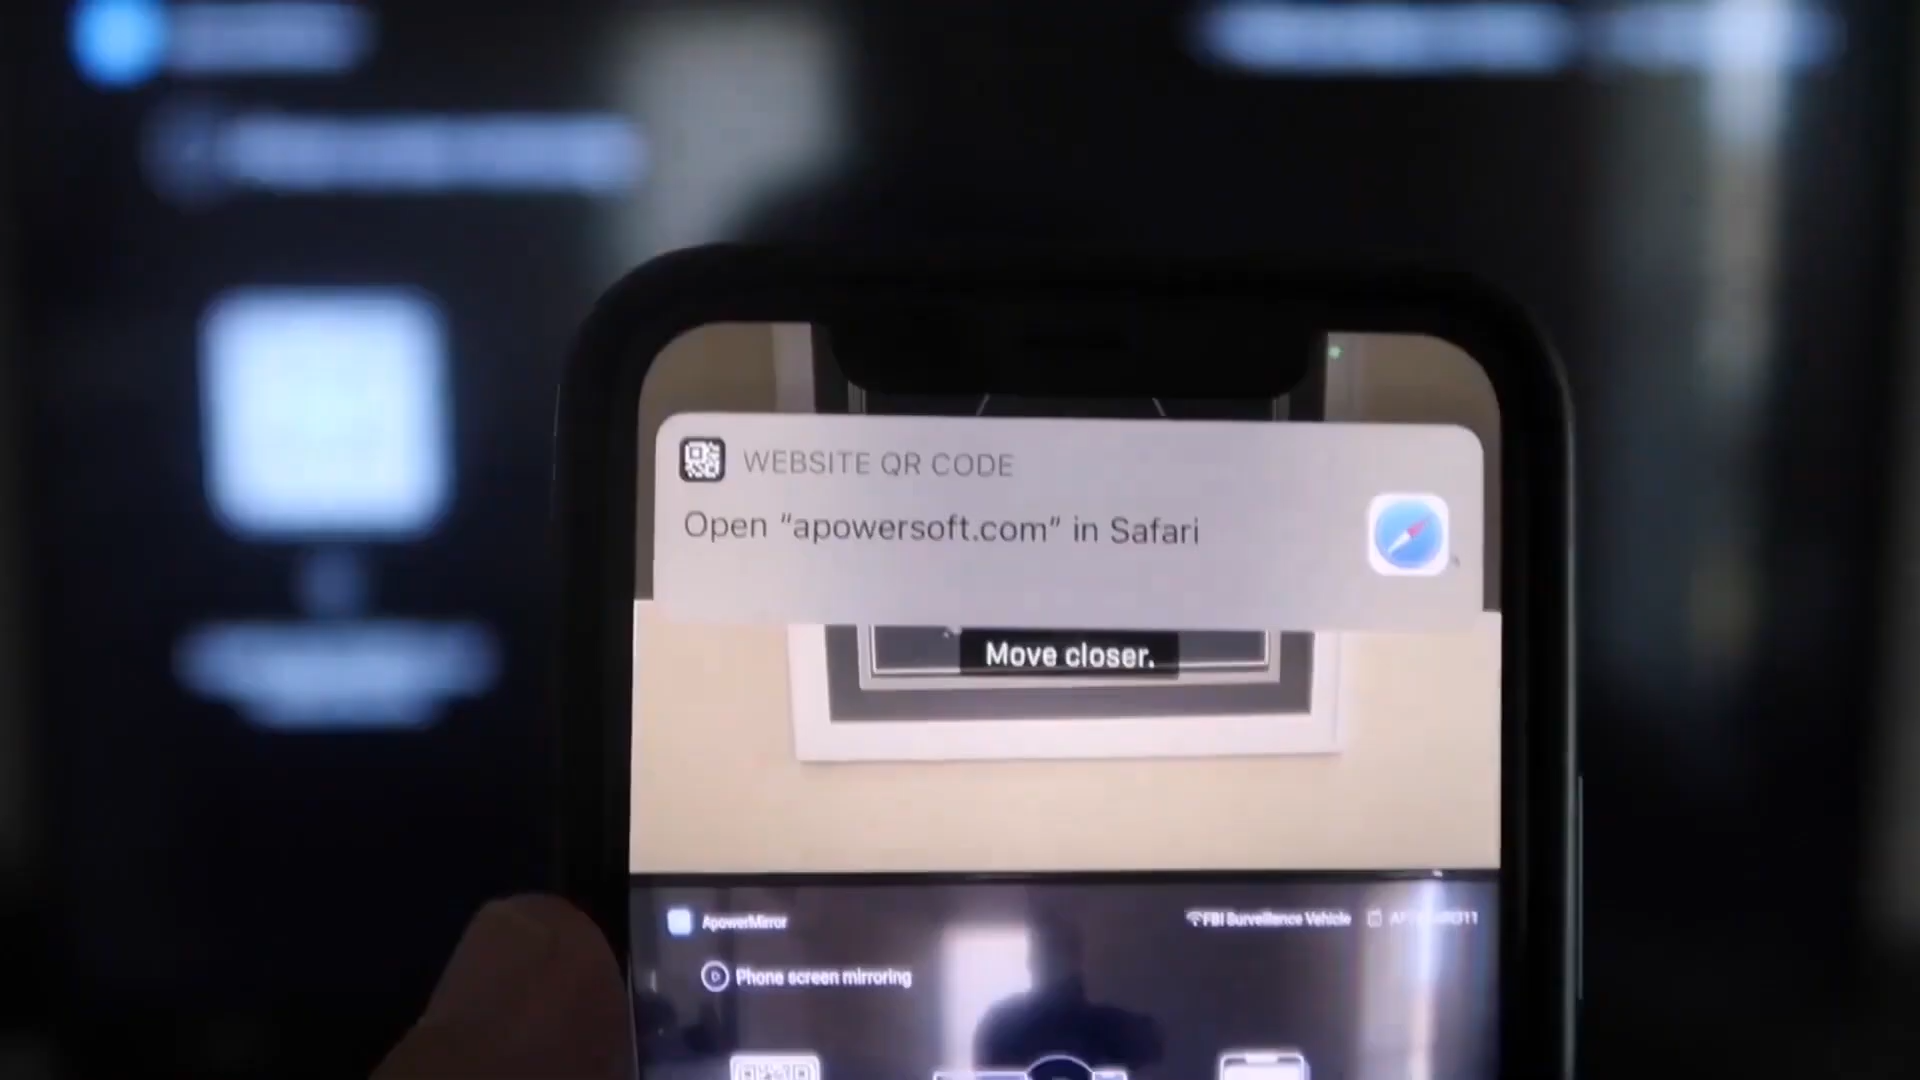 WEBSITE QR CODE
Open “apowersoft.com” in Safari
Move closer.
ApowerMirror
FBI Surveillance Vehicle
Phone screen mirroring